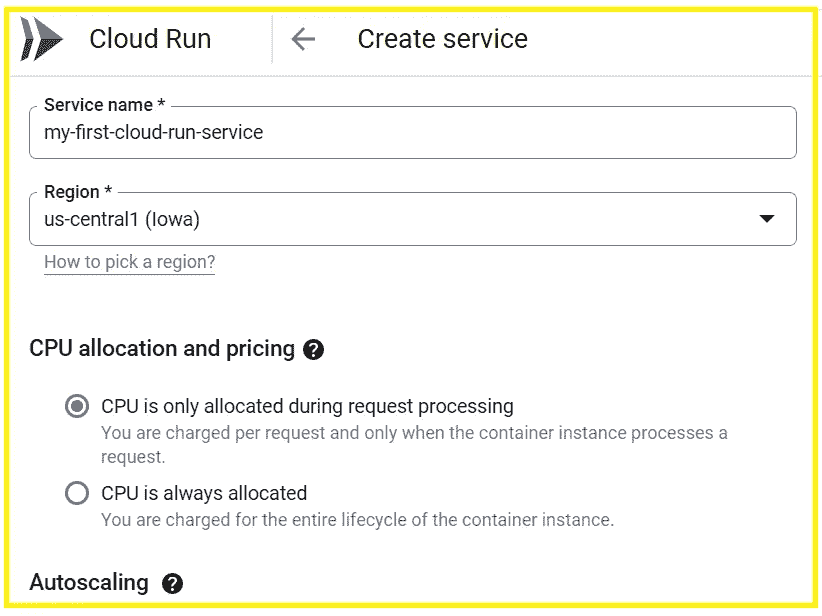 Cloud Run
Create service
Service name *
my-first-cloud-run-service
Region *
us-central1 (Iowa)
How to pick a region?
CPU allocation and pricing ?
CPU is only allocated during request processing
You are charged per request and only when the container instance processes a
request.
CPU is always allocated
You are charged for the entire lifecycle of the container instance.
Autoscaling ?